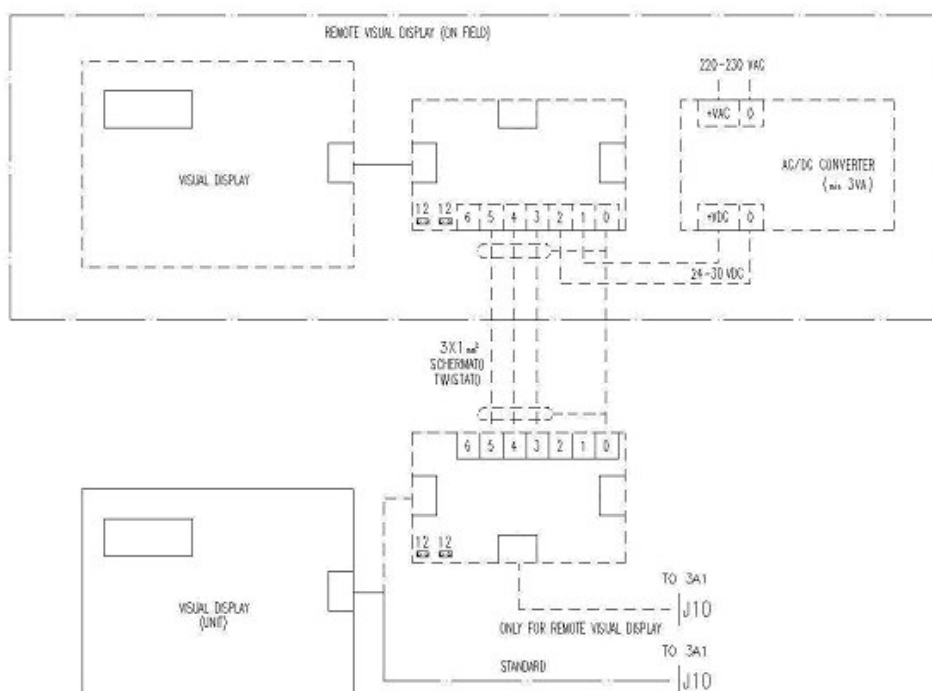 REMOTE VISUAL DISPLAY (ON FIELD)
220-230 VAC
+VAC 0
VISUAL DISPLAY
AC/DC CONVERTER
(min 3VA)
12 12 6 5 4 3 2 1 0
+VDC 0
24-30 VDC
3X1 mm²
SCHERMATO
TWISTATO
6 5 4 3 2 1 0
12 12
TO 3A1
J10
VISUAL DISPLAY
(UNIT)
ONLY FOR REMOTE VISUAL DISPLAY
TO 3A1
STANDARD
J10